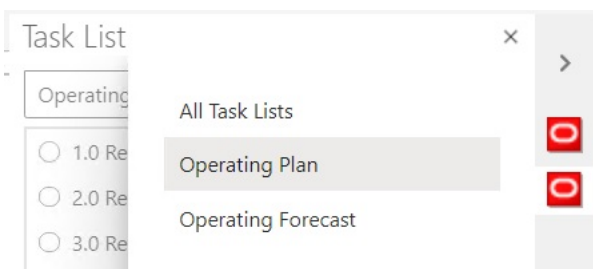 Task List
Operating
All Task Lists
1.0 Re
Operating Plan
2.0 Re
Operating Forecast
3.0 Re